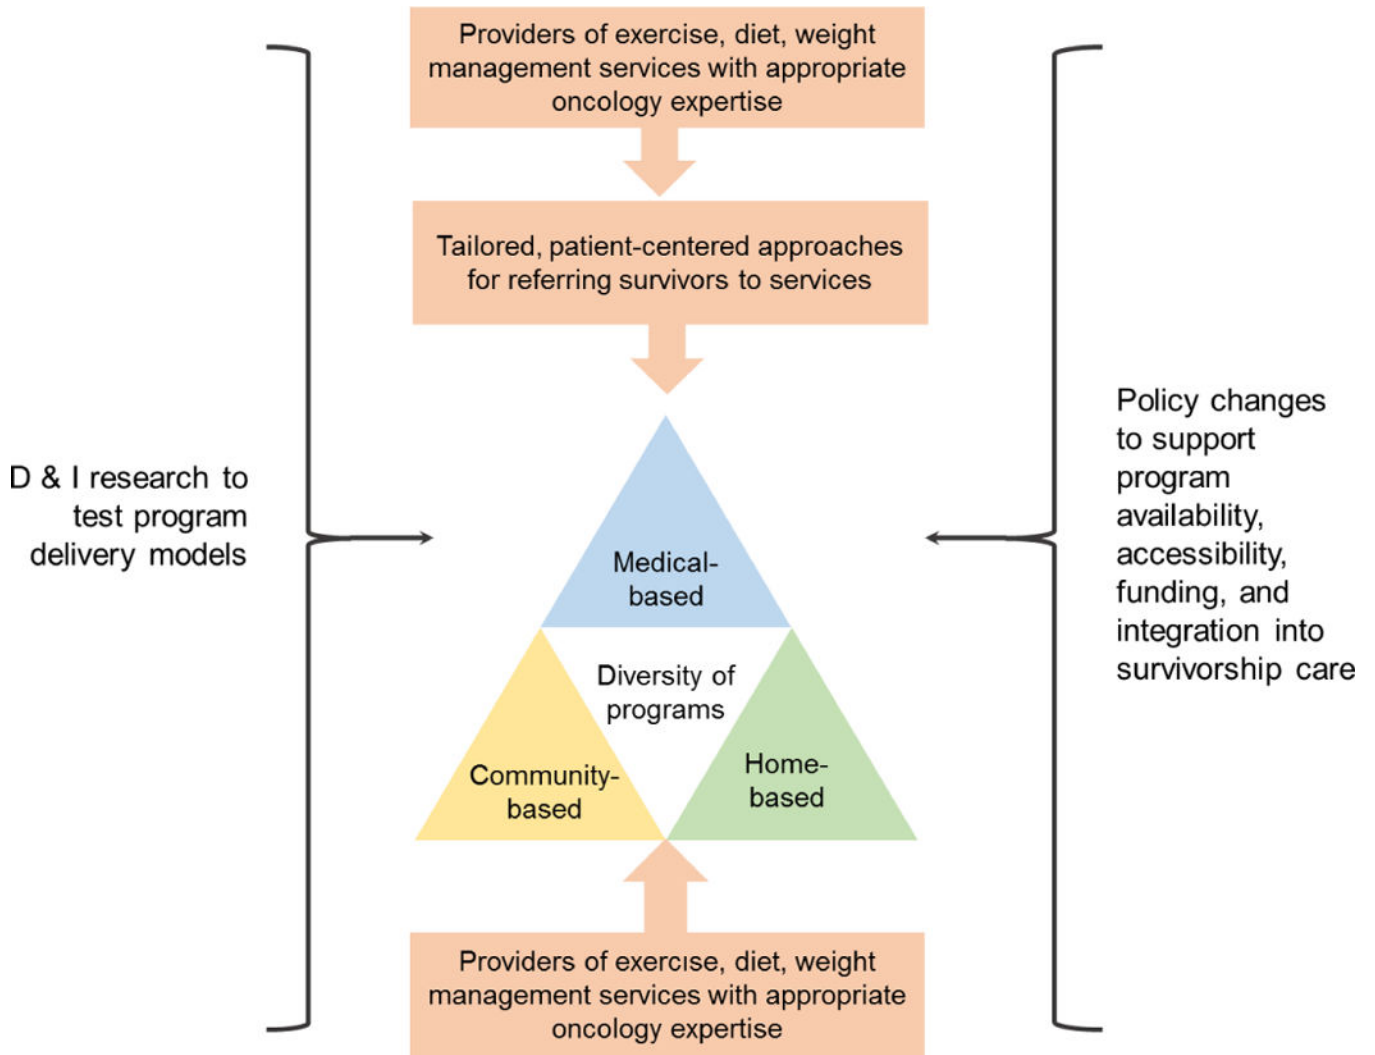 Providers of exercise, diet, weight
management services with appropriate
oncology expertise
Tailored, patient-centered approaches
for referring survivors to services
D & I research to
test program
delivery models
Policy changes
to support
program
availability,
accessibility,
funding, and
integration into
survivorship care
Medical-
based
Diversity of
programs
Community-
based
Home-
based
Providers of exercise, diet, weight
management services with appropriate
oncology expertise